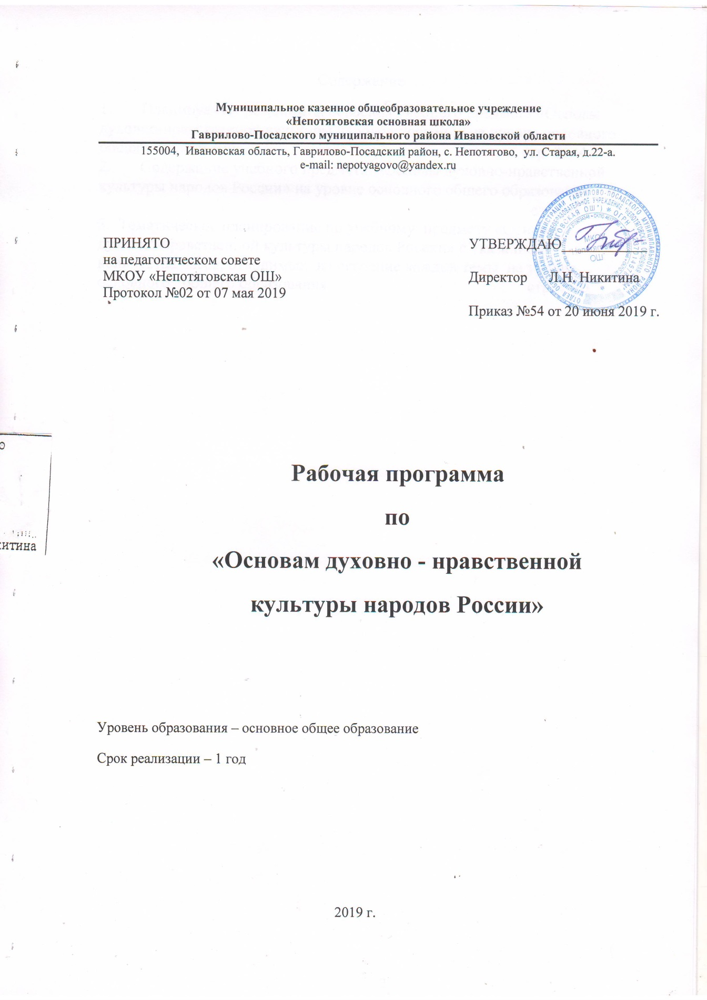 Муниципальное казенное общеобразовательное учреждение
«Непотяговская основная школа»
Гаврилово-Посадского муниципального района Ивановской области
155004,  Ивановская область, Гаврилово-Посадский район, с. Непотягово,  ул. Старая, д.22-а.
e-mail: nepotyagovo@yandex.ru
ПРИНЯТО
на педагогическом совете
МКОУ «Непотяговская ОШ»
Протокол №02 от 07 мая 2019
УТВЕРЖДАЮ
Директор Л.Н. Никитина
Приказ №54 от 20 июня 2019 г.
МКОУ
"Непотяговская
ОШ"
Рабочая программа
по
«Основам духовно - нравственной
культуры народов России»
Уровень образования – основное общее образование
Срок реализации – 1 год
2019 г.